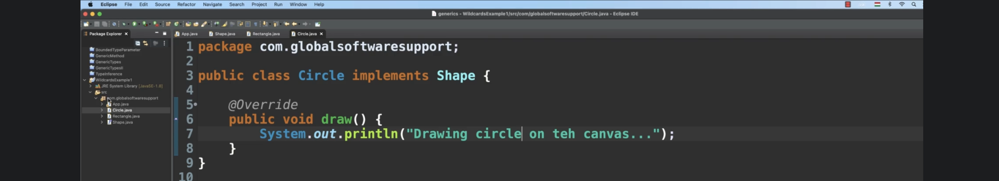 Eclipse File Edit Source Refactor Navigate Search Project Run Window Help
generics - WildcardsExample1/src/com/globalsoftwaresupport/Circle.java - Eclipse IDE
Package Explorer
App.java Shape.java Rectangle.java Circle.java
BoundedTypeParameter
GenericMethod
GenericTypes
GenericTypesII
TypeInference
WildcardsExample1
JRE System Library [JavaSE-1.8]
src
com.globalsoftwaresupport
App.java
Circle.java
Rectangle.java
Shape.java
1 package com.globalsoftwaresupport;
2
3 public class Circle implements Shape {
4
5 @Override
6 public void draw() {
7 System.out.println("Drawing circle on teh canvas...");
8 }
9 }
10